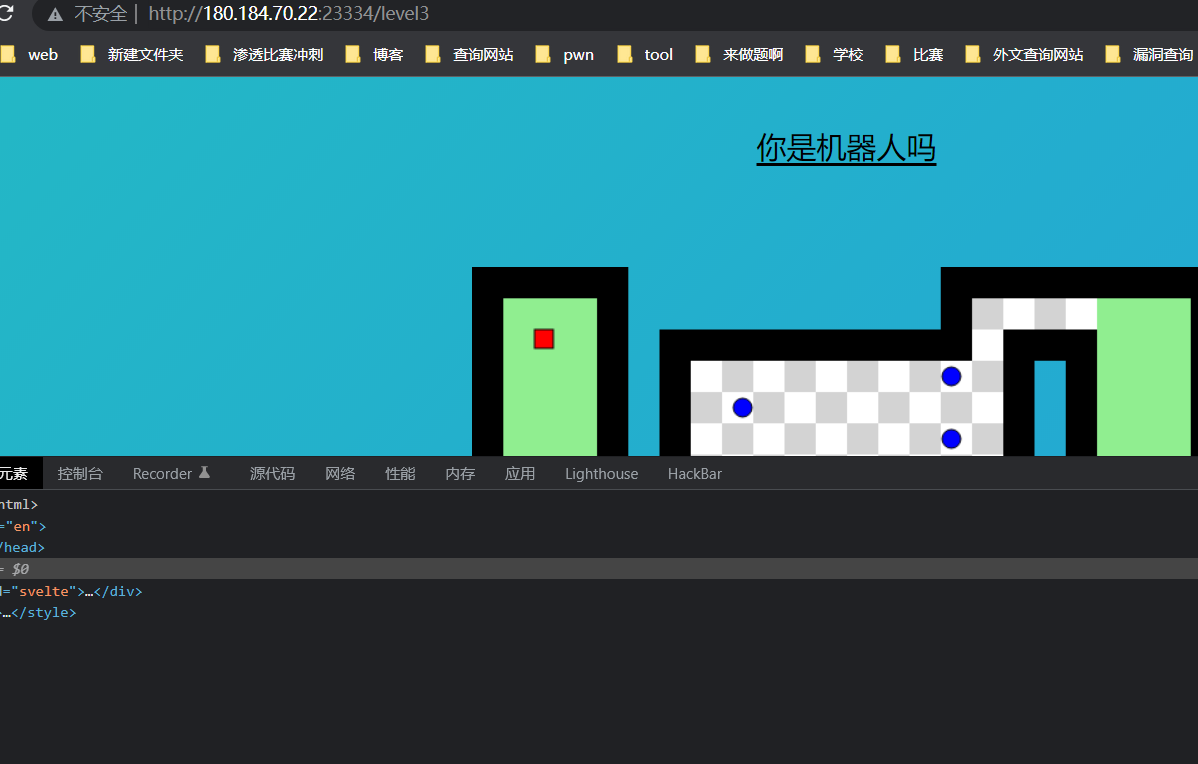 不安全 | http://180.184.70.22:23334/level3
web 新建文件夹 渗透比赛冲刺 博客 查询网站 pwn tool 来做题啊 学校 比赛 外文查询网站 漏洞查询
你是机器人吗
元素 控制台 Recorder 源代码 网络 性能 内存 应用 Lighthouse HackBar
html>
="en">
/head>
= $0
d="svelte">…</div>
>…</style>